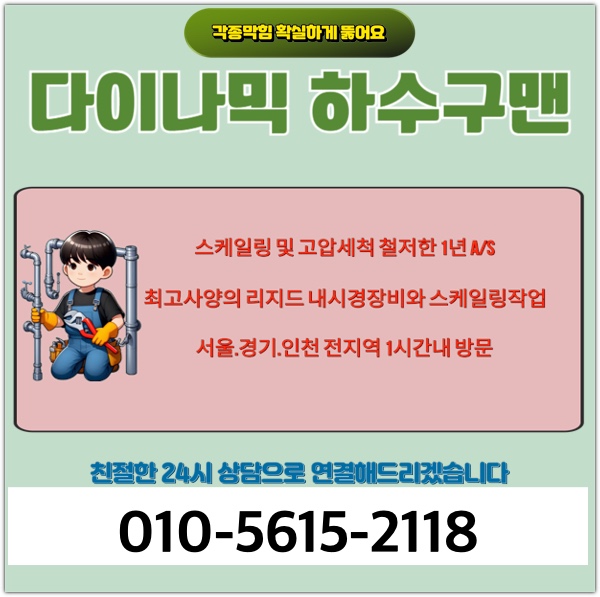 각종막힘 확실하게 뚫어요
다이나믹 하수구맨
스케일링 및 고압세척 철저한 1년 A/S
최고사양의 리지드 내시경장비와 스케일링작업
서울.경기.인천 전지역 1시간내 방문
친절한 24시 상담으로 연결해드리겠습니다
010-5615-2118